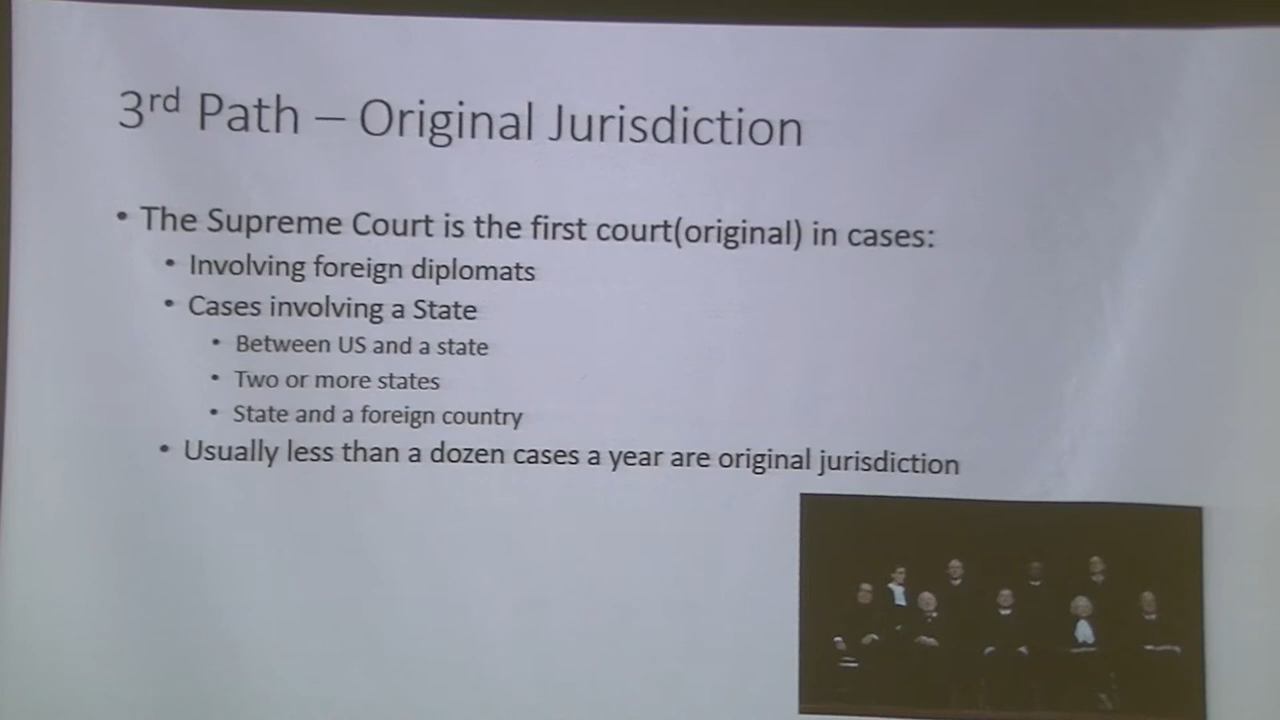 3rd Path – Original Jurisdiction
• The Supreme Court is the first court(original) in cases:
• Involving foreign diplomats
• Cases involving a State
• Between US and a state
• Two or more states
• State and a foreign country
• Usually less than a dozen cases a year are original jurisdiction